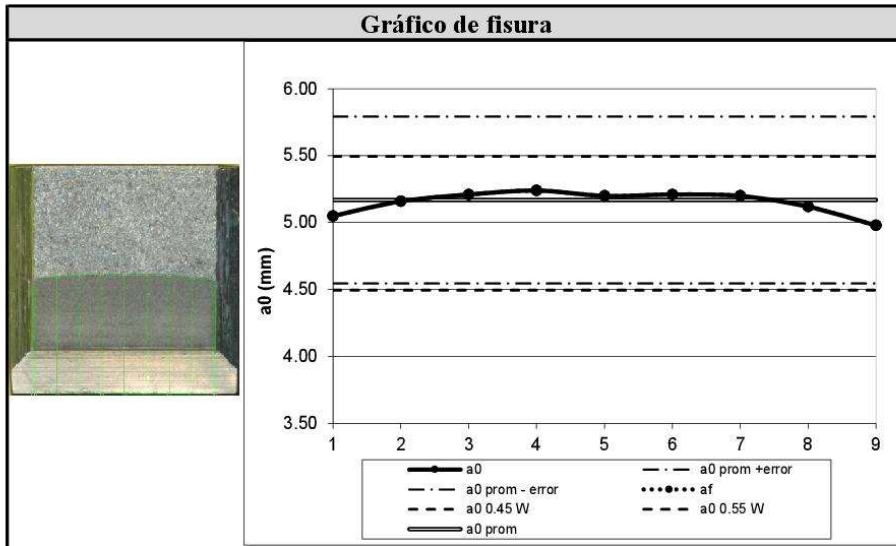 Gráfico de fisura
6.00
5.50
5.00
4.50
4.00
3.50
a0 (mm)
1 2 3 4 5 6 7 8 9
a0 a0 prom +error
a0 prom - error af
a0 0.45 W a0 0.55 W
a0 prom